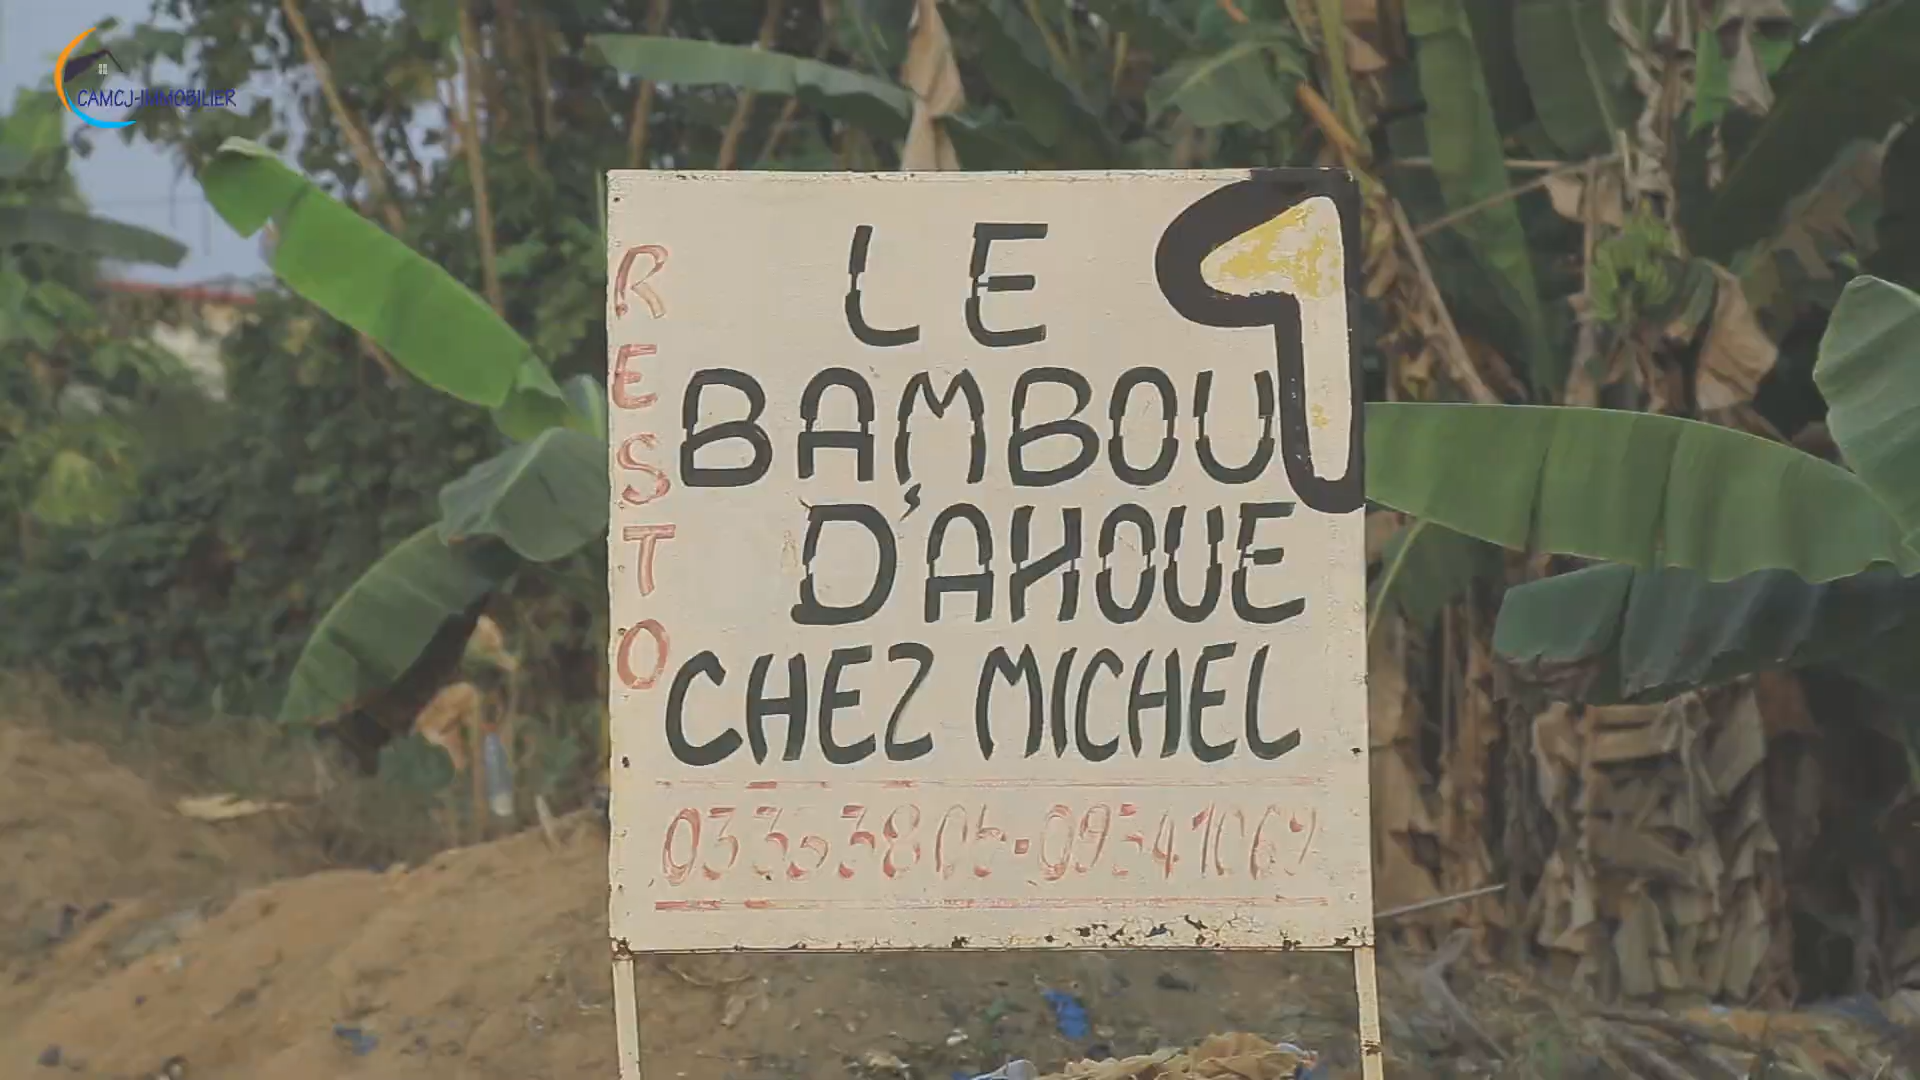 CAMCJ-IMMOBILIER
RESTO
LE
BAMBOU
D'AHOUE
CHEZ MICHEL